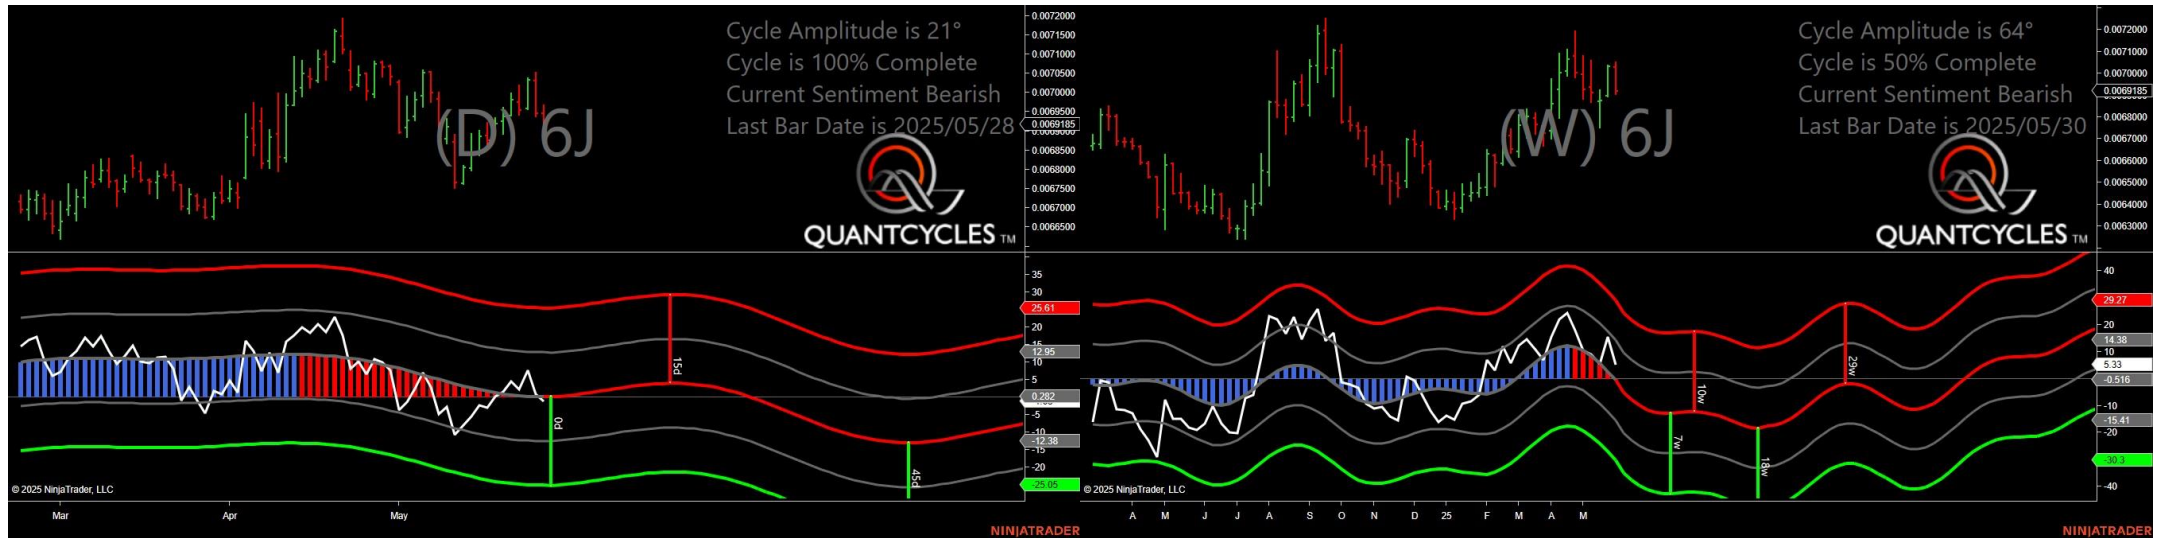 Cycle Amplitude is 21°
Cycle is 100% Complete
Current Sentiment Bearish
Last Bar Date is 2025/05/28
(D) 6J
QUANTCYCLES TM
0.0072000
0.0071500
0.0071000
0.0070500
0.0070000
0.0069500
0.0069185
0.0069000
0.0068500
0.0068000
0.0067500
0.0067000
0.0066500
35
30
25.61
20
15
12.95
10
5
0.282
-5
-12.38
-10
-15
-20
-25.05
15d
0d
45d
© 2025 NinjaTrader, LLC
Mar
Apr
May
NINJATRADER
Cycle Amplitude is 64°
Cycle is 50% Complete
Current Sentiment Bearish
Last Bar Date is 2025/05/30
(W) 6J
QUANTCYCLES TM
0.0072000
0.0071000
0.0070000
0.0069185
0.0068000
0.0067000
0.0066000
0.0065000
0.0064000
0.0063000
40
29.27
20
14.38
10
5.33
-0.516
-10
-15.41
-20
-30.3
-40
10w
7w
18w
29w
© 2025 NinjaTrader, LLC
A
M
J
J
A
S
O
N
D
25
F
M
A
M
NINJATRADER